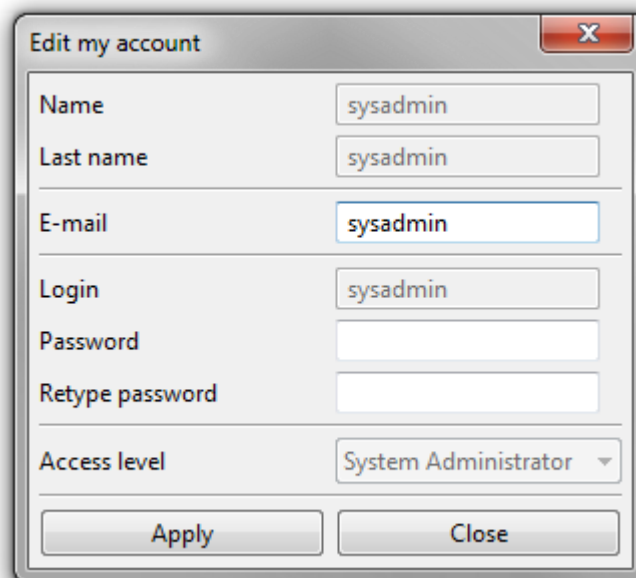 Edit my account
Name sysadmin
Last name sysadmin
E-mail sysadmin
Login sysadmin
Password
Retype password
Access level System Administrator
Apply Close